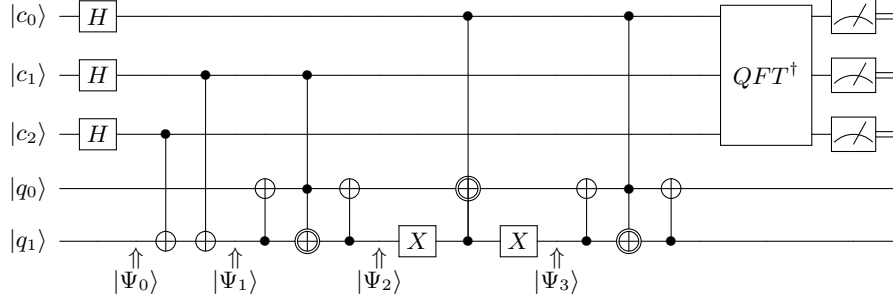 |c₀⟩ H
|c₁⟩ H QFT†
|c₂⟩ H
|q₀⟩
|q₁⟩ X X
|Ψ₀⟩ |Ψ₁⟩ |Ψ₂⟩ |Ψ₃⟩